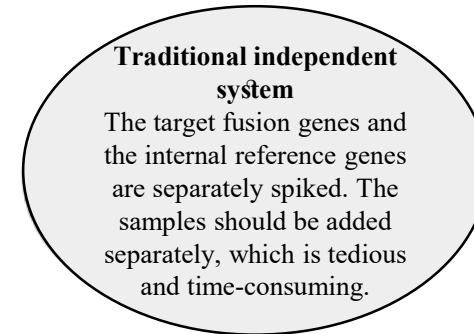 Traditional independent
system
The target fusion genes and
the internal reference genes
are separately spiked. The
samples should be added
separately, which is tedious
and time-consuming.